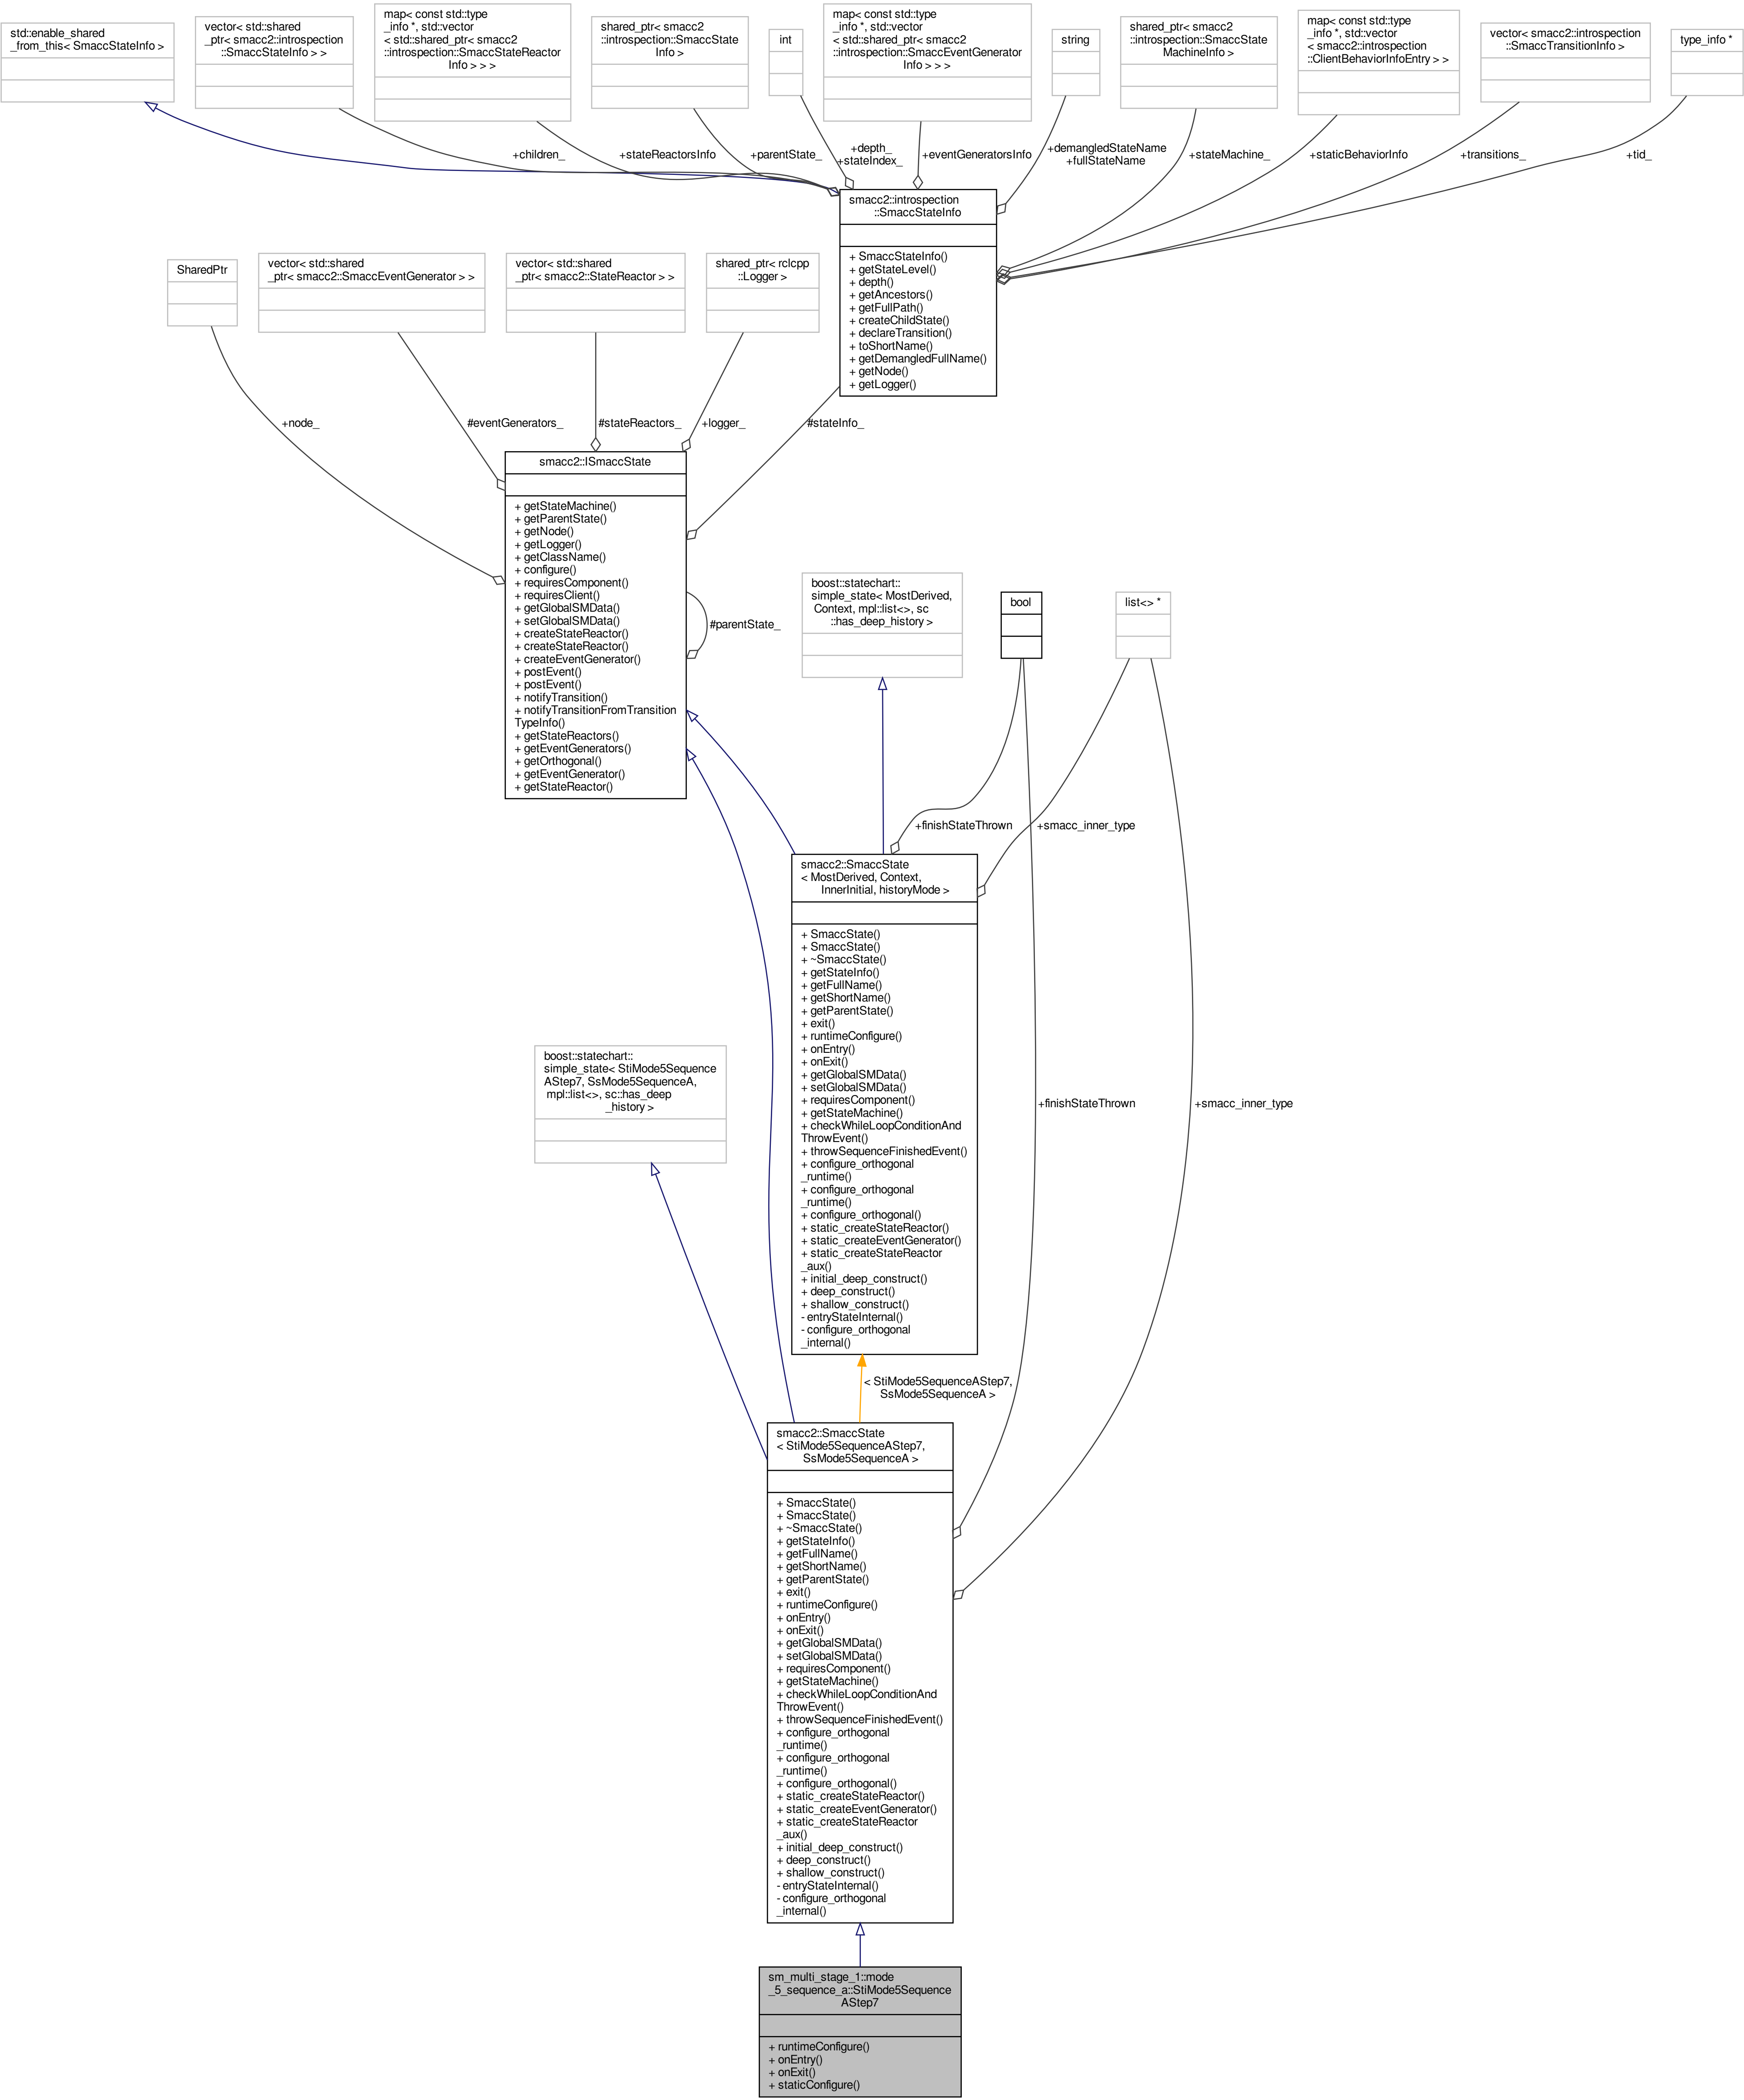 std::enable_shared
_from_this< SmaccStateInfo >
vector< std::shared
_ptr< smacc2::introspection
::SmaccStateInfo > >
map< const std::type
_info *, std::vector
< std::shared_ptr< smacc2
::introspection::SmaccStateReactor
Info > > >
shared_ptr< smacc2
::introspection::SmaccState
Info >
int
map< const std::type
_info *, std::vector
< std::shared_ptr< smacc2
::introspection::SmaccEventGenerator
Info > > >
string
shared_ptr< smacc2
::introspection::SmaccState
MachineInfo >
map< const std::type
_info *, std::vector
< smacc2::introspection
::ClientBehaviorInfoEntry > >
vector< smacc2::introspection
::SmaccTransitionInfo >
type_info *
+children_
+stateReactorsInfo
+parentState_
+depth_
+stateIndex_
+eventGeneratorsInfo
+demangledStateName
+fullStateName
+stateMachine_
+staticBehaviorInfo
+transitions_
+tid_
smacc2::introspection
::SmaccStateInfo
+ SmaccStateInfo()
+ getStateLevel()
+ depth()
+ getAncestors()
+ getFullPath()
+ createChildState()
+ declareTransition()
+ toShortName()
+ getDemangledFullName()
+ getNode()
+ getLogger()
SharedPtr
vector< std::shared
_ptr< smacc2::SmaccEventGenerator > >
vector< std::shared
_ptr< smacc2::StateReactor > >
shared_ptr< rclcpp
::Logger >
+node_
#eventGenerators_
#stateReactors_
+logger_
#stateInfo_
smacc2::ISmaccState
+ getStateMachine()
+ getParentState()
+ getNode()
+ getLogger()
+ getClassName()
+ configure()
+ requiresComponent()
+ requiresClient()
+ getGlobalSMData()
+ setGlobalSMData()
+ createStateReactor()
+ createStateReactor()
+ createEventGenerator()
+ postEvent()
+ postEvent()
+ notifyTransition()
+ notifyTransitionFromTransition
TypeInfo()
+ getStateReactors()
+ getEventGenerators()
+ getOrthogonal()
+ getEventGenerator()
+ getStateReactor()
#parentState_
boost::statechart::
simple_state< MostDerived,
Context, mpl::list<>, sc
::has_deep_history >
bool
list<> *
+finishStateThrown
+smacc_inner_type
smacc2::SmaccState
< MostDerived, Context,
InnerInitial, historyMode >
+ SmaccState()
+ SmaccState()
+ ~SmaccState()
+ getStateInfo()
+ getFullName()
+ getShortName()
+ getParentState()
+ exit()
+ runtimeConfigure()
+ onEntry()
+ onExit()
+ getGlobalSMData()
+ setGlobalSMData()
+ requiresComponent()
+ getStateMachine()
+ checkWhileLoopConditionAnd
ThrowEvent()
+ throwSequenceFinishedEvent()
+ configure_orthogonal
_runtime()
+ configure_orthogonal
_runtime()
+ configure_orthogonal()
+ static_createStateReactor()
+ static_createEventGenerator()
+ static_createStateReactor
_aux()
+ initial_deep_construct()
+ deep_construct()
+ shallow_construct()
- entryStateInternal()
- configure_orthogonal
_internal()
boost::statechart::
simple_state< StiMode5Sequence
AStep7, SsMode5SequenceA,
mpl::list<>, sc::has_deep
_history >
+finishStateThrown
+smacc_inner_type
< StiMode5SequenceAStep7,
SsMode5SequenceA >
smacc2::SmaccState
< StiMode5SequenceAStep7,
SsMode5SequenceA >
+ SmaccState()
+ SmaccState()
+ ~SmaccState()
+ getStateInfo()
+ getFullName()
+ getShortName()
+ getParentState()
+ exit()
+ runtimeConfigure()
+ onEntry()
+ onExit()
+ getGlobalSMData()
+ setGlobalSMData()
+ requiresComponent()
+ getStateMachine()
+ checkWhileLoopConditionAnd
ThrowEvent()
+ throwSequenceFinishedEvent()
+ configure_orthogonal
_runtime()
+ configure_orthogonal
_runtime()
+ configure_orthogonal()
+ static_createStateReactor()
+ static_createEventGenerator()
+ static_createStateReactor
_aux()
+ initial_deep_construct()
+ deep_construct()
+ shallow_construct()
- entryStateInternal()
- configure_orthogonal
_internal()
sm_multi_stage_1::mode
_5_sequence_a::StiMode5Sequence
AStep7
+ runtimeConfigure()
+ onEntry()
+ onExit()
+ staticConfigure()